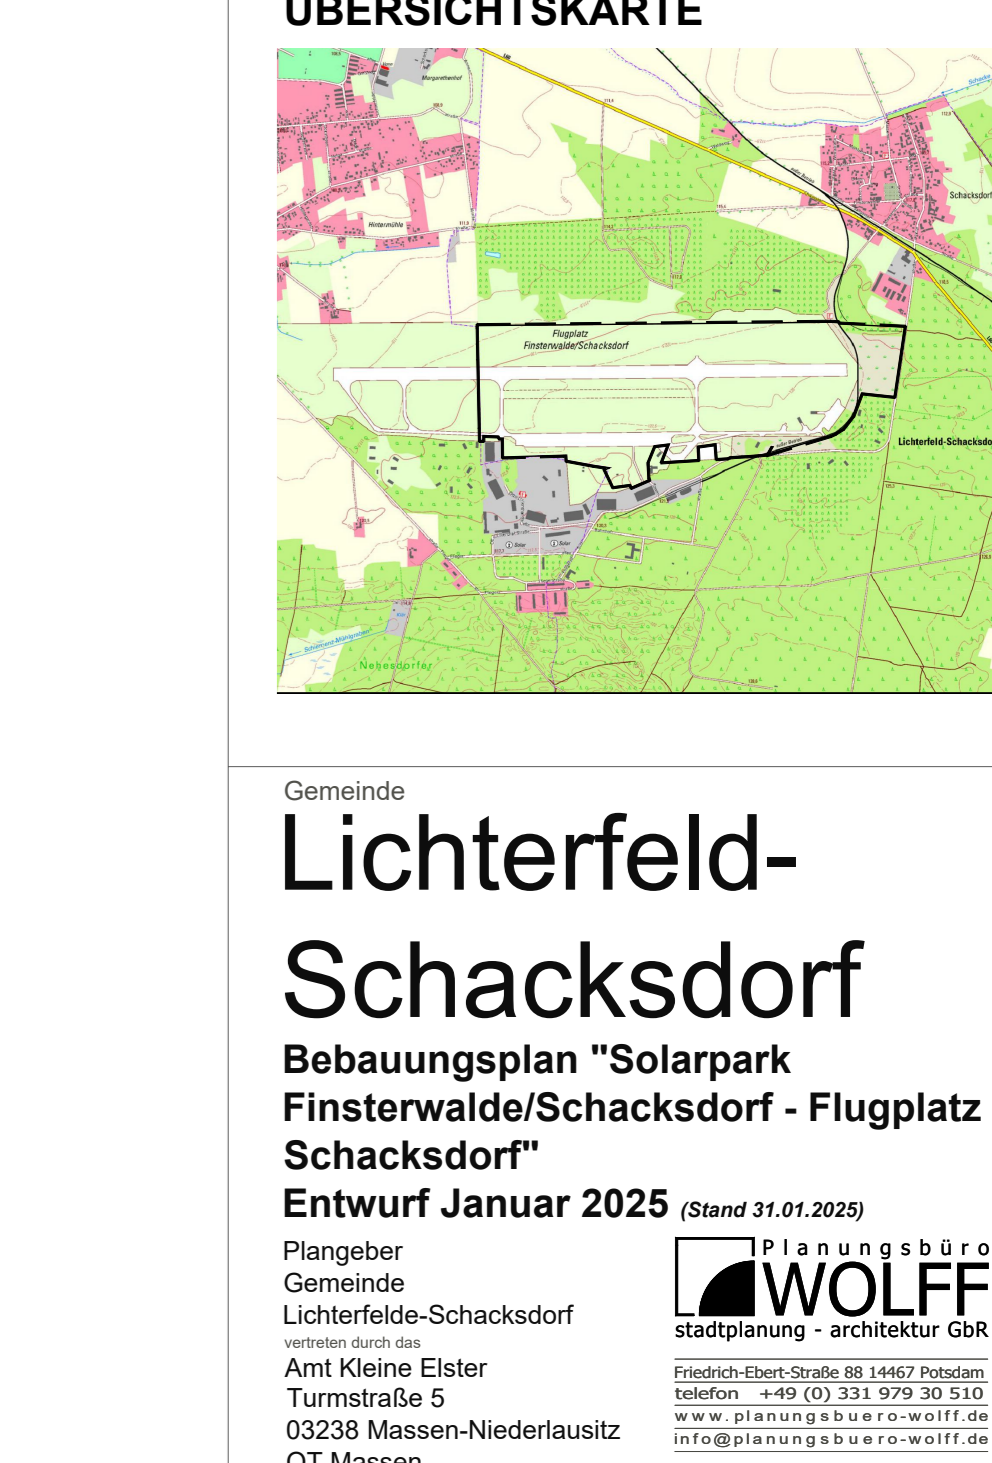 ÜBERSICHTSKARTE
Margarethenhof
Schacksdorf
Hintermühle
Flugplatz
Finsterwalde/Schacksdorf
Lichterfeld-Schacksdo
Solar
Solar
Schiemenz-Mühlgraben
Nehesdorfer
Gemeinde
Lichterfeld-
Schacksdorf
Bebauungsplan "Solarpark
Finsterwalde/Schacksdorf - Flugplatz
Schacksdorf"
Entwurf Januar 2025 (Stand 31.01.2025)
Plangeber
Gemeinde
Lichterfelde-Schacksdorf
vertreten durch das
Amt Kleine Elster
Turmstraße 5
03238 Massen-Niederlausitz
OT Massen
Planungsbüro
WOLFF
stadtplanung - architektur GbR
Friedrich-Ebert-Straße 88 14467 Potsdam
telefon +49 (0) 331 979 30 510
www.planungsbuero-wolff.de
info@planungsbuero-wolff.de